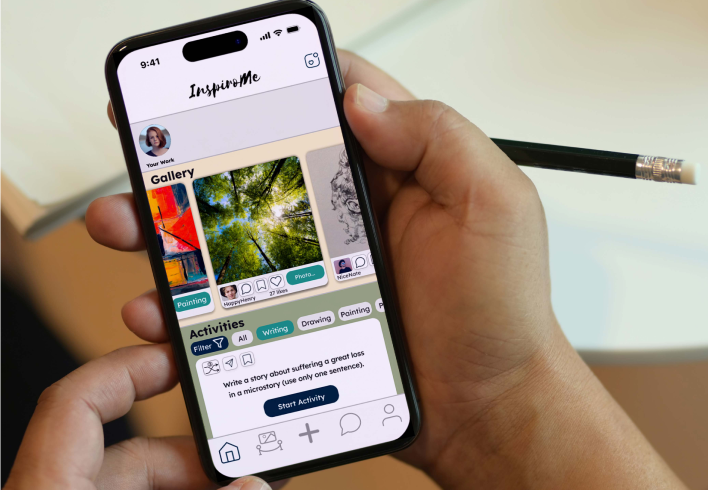 9:41
InspiroMe
Your Work
Gallery
Painting
HappyHenry
27 likes
Photo...
NiceNate
Activities
Filter
All
Writing
Drawing
Painting
P
Write a story about suffering a great loss
in a microstory (use only one sentence).
Start Activity